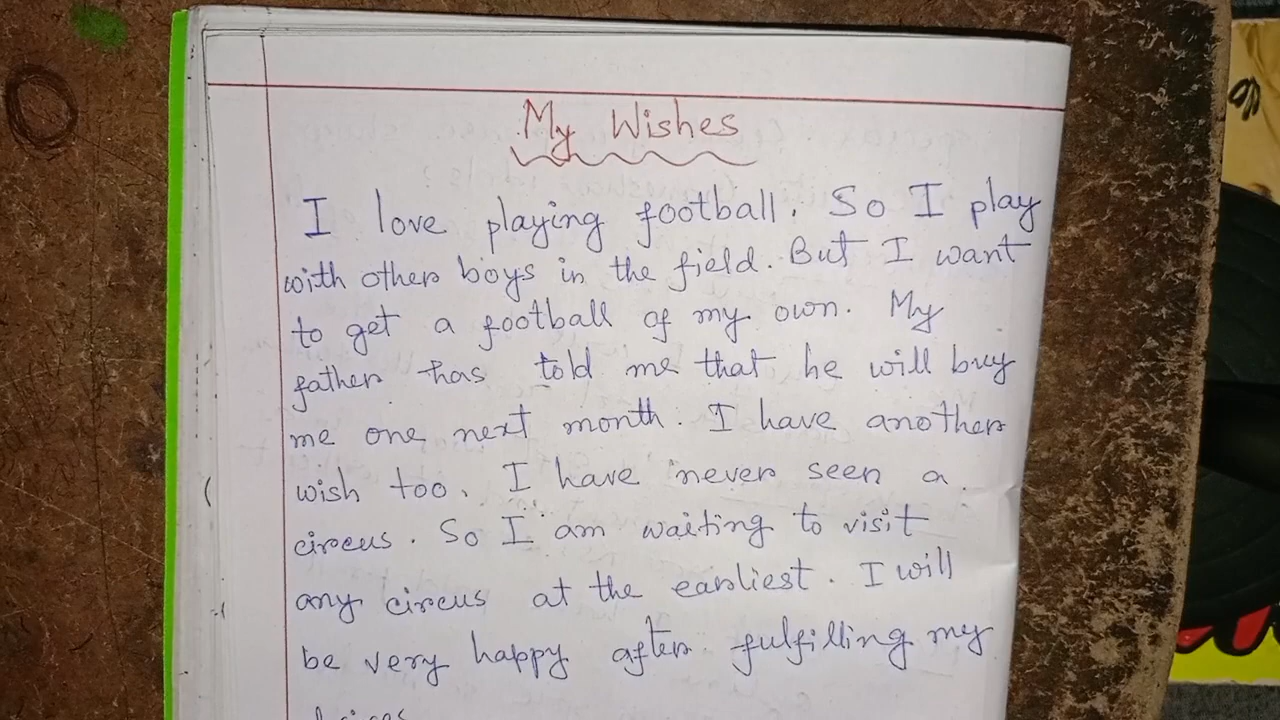 My Wishes
I love playing football. So I play
with other boys in the field. But I want
to get a football of my own. My
father has told me that he will buy
me one next month. I have another
wish too. I have never seen a
circus. So I am waiting to visit
any circus at the earliest. I will
be very happy after fulfilling my